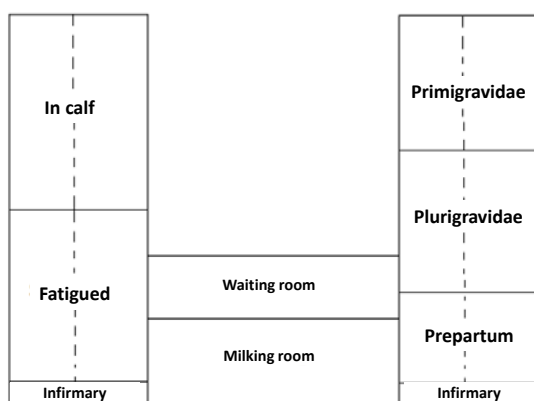 In calf
Fatigued
Infirmary
Waiting room
Milking room
Primigravidae
Plurigravidae
Prepartum
Infirmary